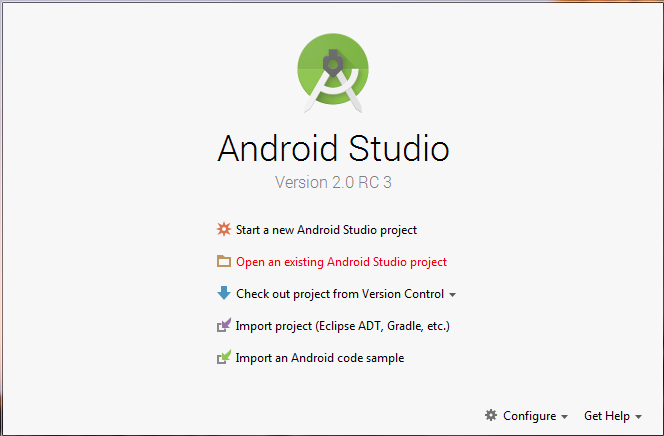 Android Studio
Version 2.0 RC 3
Start a new Android Studio project
Open an existing Android Studio project
Check out project from Version Control
Import project (Eclipse ADT, Gradle, etc.)
Import an Android code sample
Configure Get Help